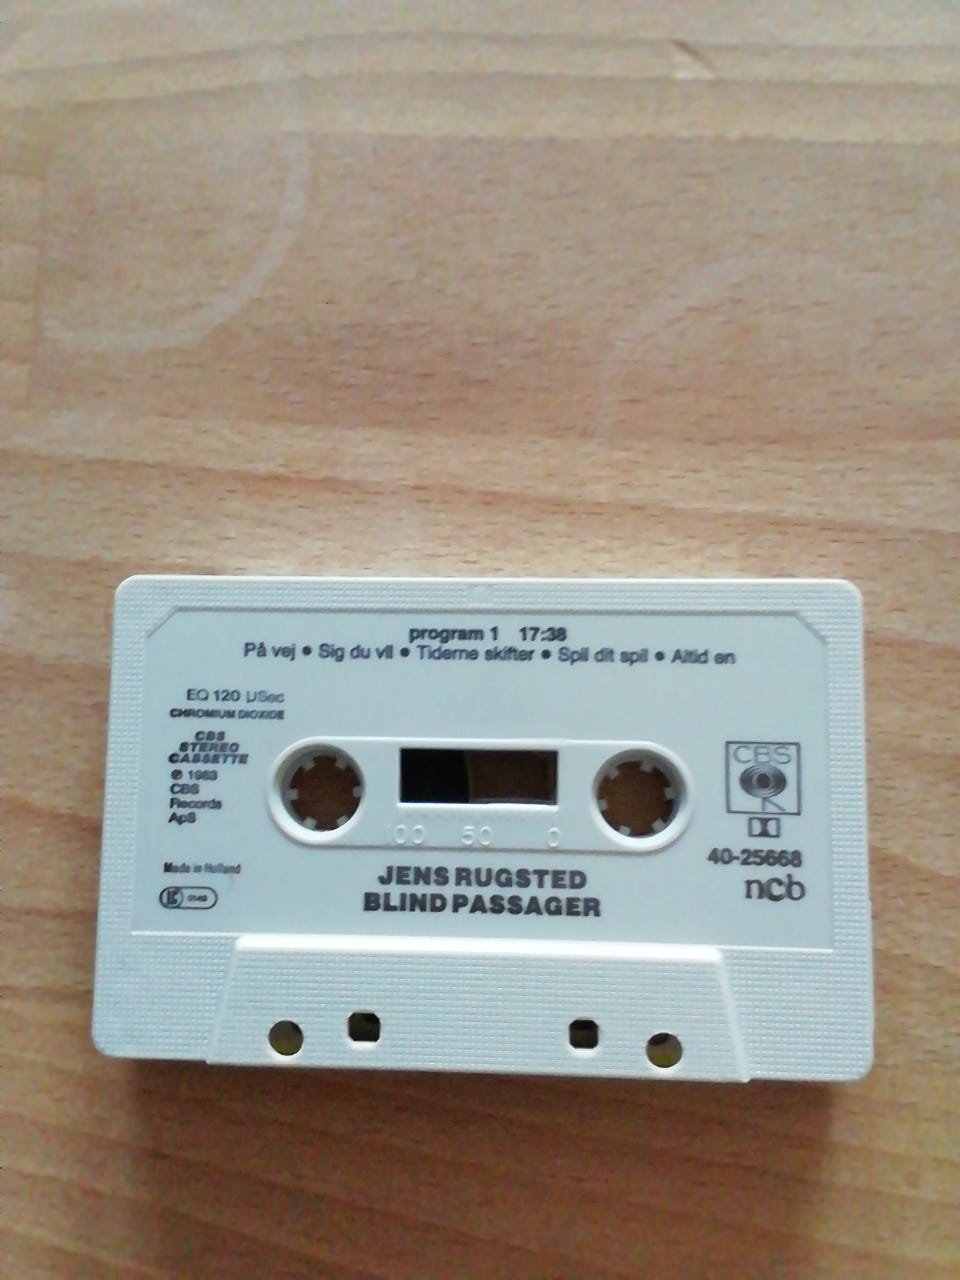 program 1 17:38
På vej • Sig du vil • Tiderne skifter • Spil dit spil • Altid en
EQ 120 µSec
CHROMIUM DIOXIDE
CBS
STEREO
CASSETTE
℗ 1983
CBS
Records
ApS
Made in Holland
100 50 0
CBS
40-25668
ncb
JENS RUGSTED
BLIND PASSAGER